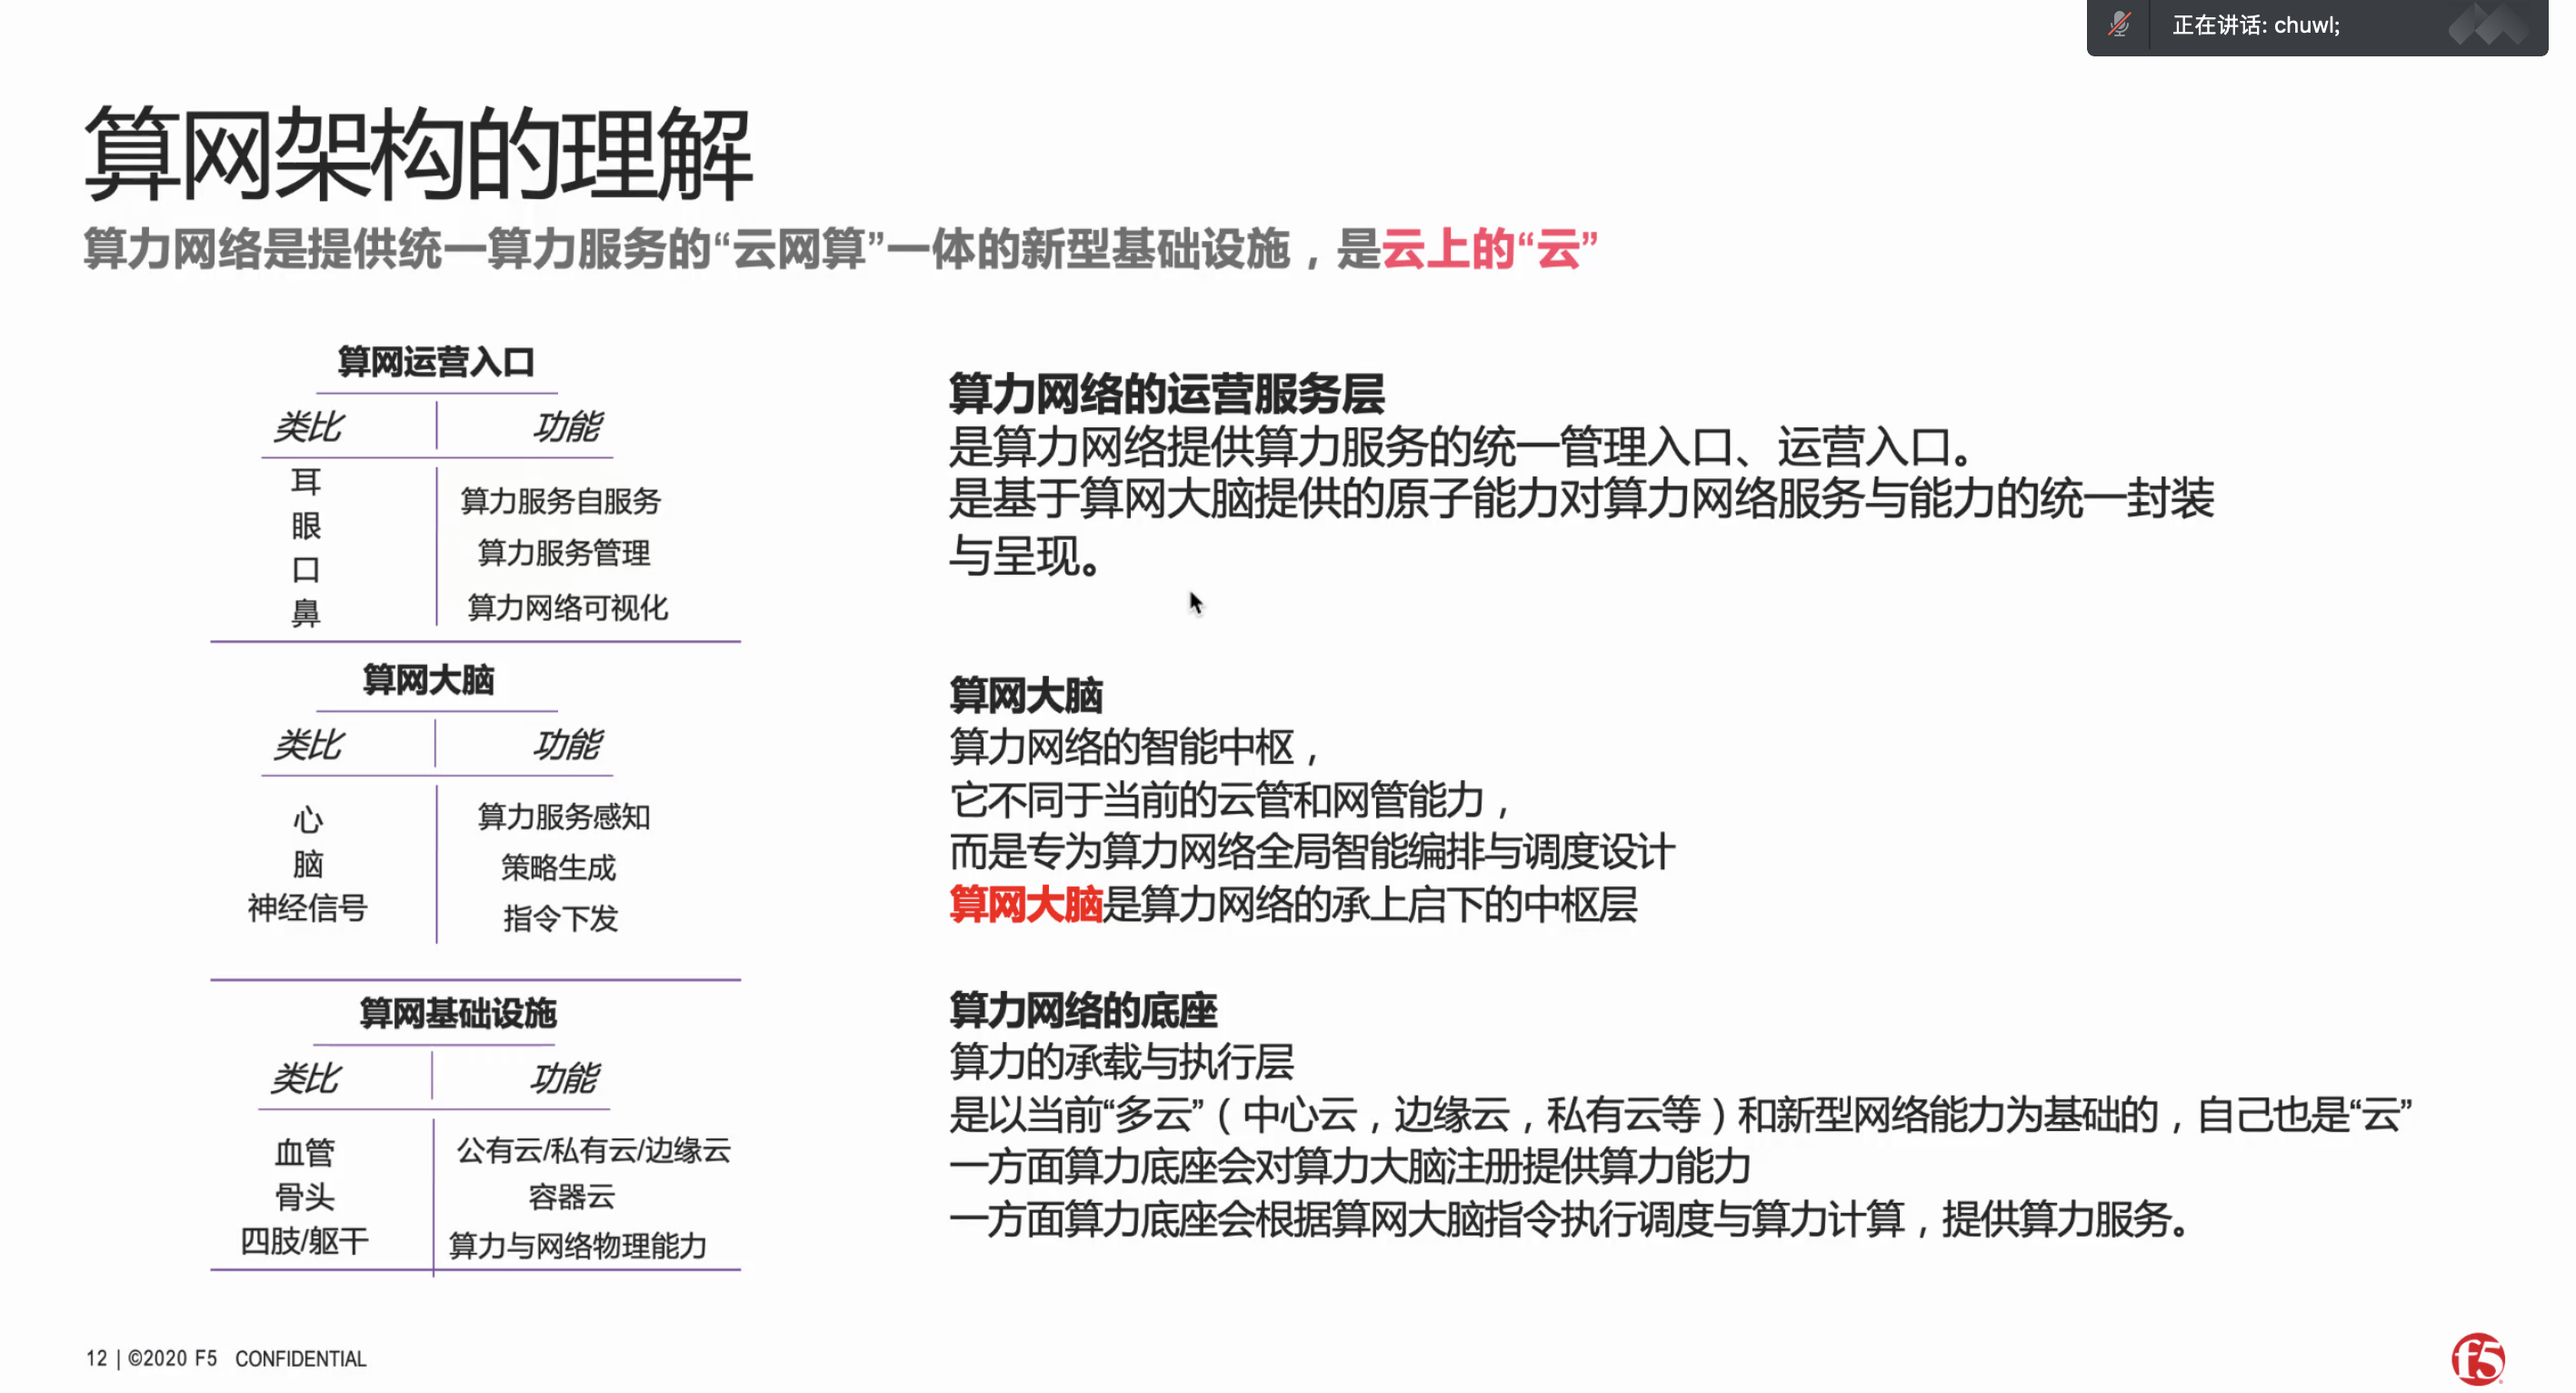 正在讲话: chuwl;
算网架构的理解
算力网络是提供统一算力服务的“云网算”一体的新型基础设施，是云上的“云”
算网运营入口
类比 功能
耳
眼
口
鼻
算力服务自服务
算力服务管理
算力网络可视化
算力网络的运营服务层
是算力网络提供算力服务的统一管理入口、运营入口。
是基于算网大脑提供的原子能力对算力网络服务与能力的统一封装
与呈现。
算网大脑
类比 功能
心
脑
神经信号
算力服务感知
策略生成
指令下发
算网大脑
算力网络的智能中枢，
它不同于当前的云管和网管能力，
而是专为算力网络全局智能编排与调度设计
算网大脑是算力网络的承上启下的中枢层
算网基础设施
类比 功能
血管
骨头
四肢/躯干
公有云/私有云/边缘云
容器云
算力与网络物理能力
算力网络的底座
算力的承载与执行层
是以当前“多云”（中心云，边缘云，私有云等）和新型网络能力为基础的，自己也是“云”
一方面算力底座会对算力大脑注册提供算力能力
一方面算力底座会根据算网大脑指令执行调度与算力计算，提供算力服务。
12 | ©2020 F5 CONFIDENTIAL
f5